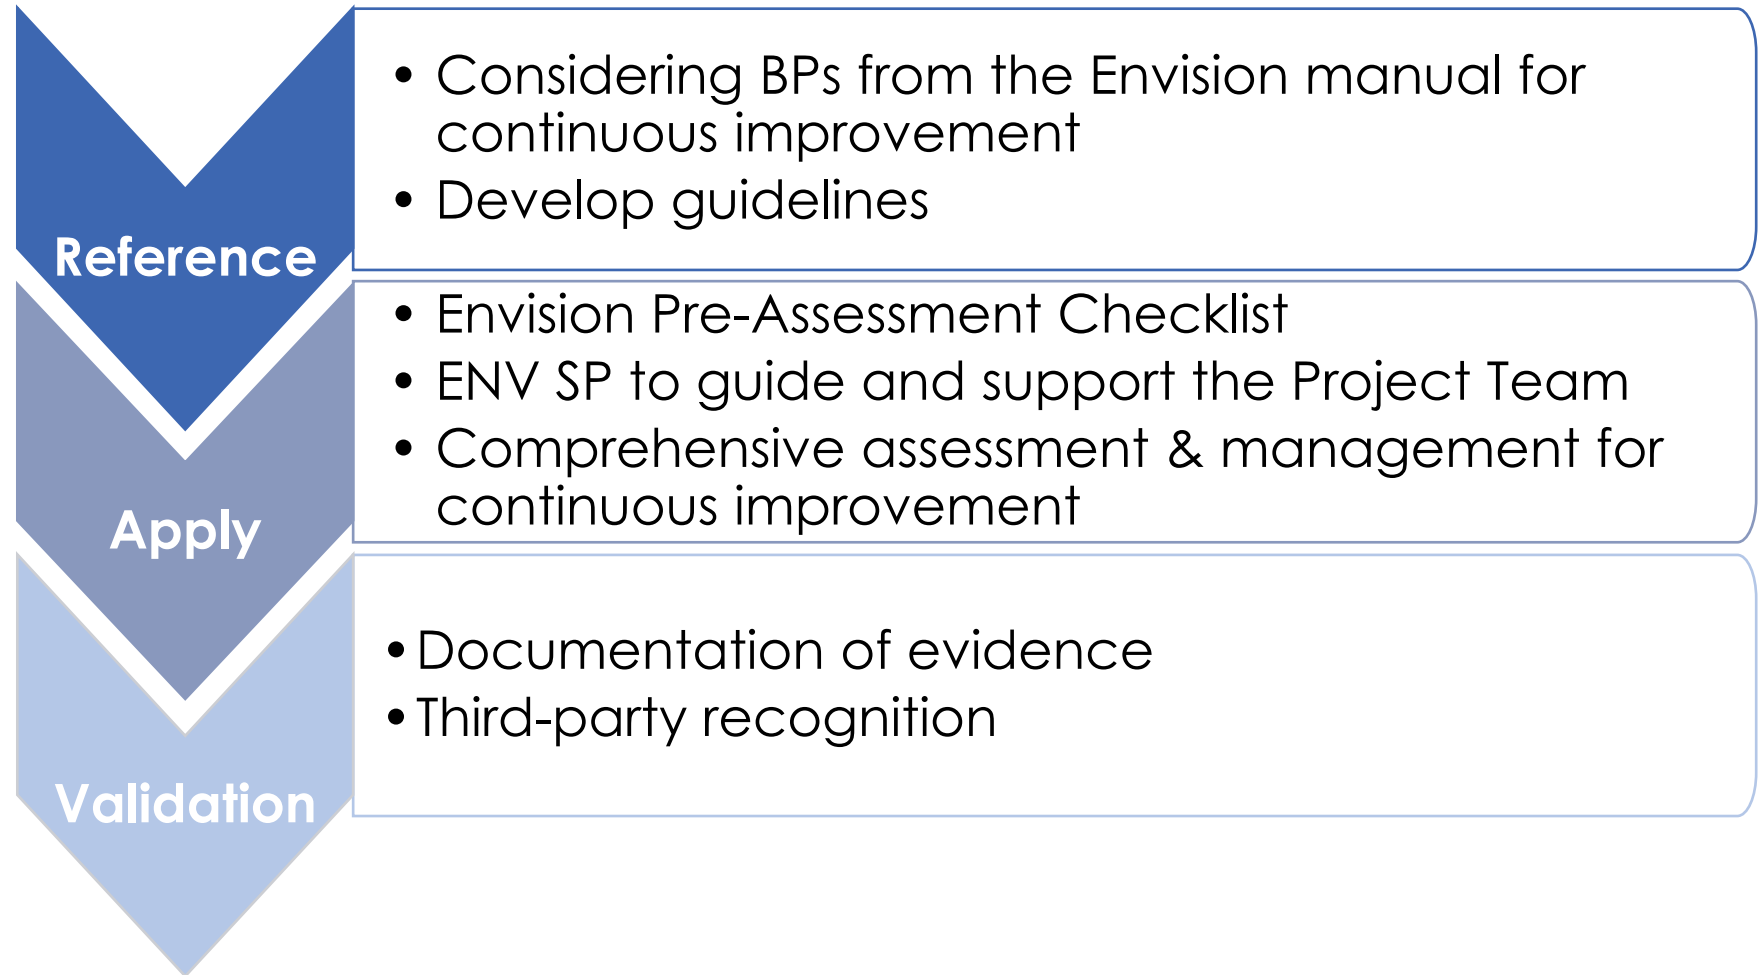 Reference
• Considering BPs from the Envision manual for
continuous improvement
• Develop guidelines
Apply
• Envision Pre-Assessment Checklist
• ENV SP to guide and support the Project Team
• Comprehensive assessment & management for
continuous improvement
Validation
• Documentation of evidence
• Third-party recognition